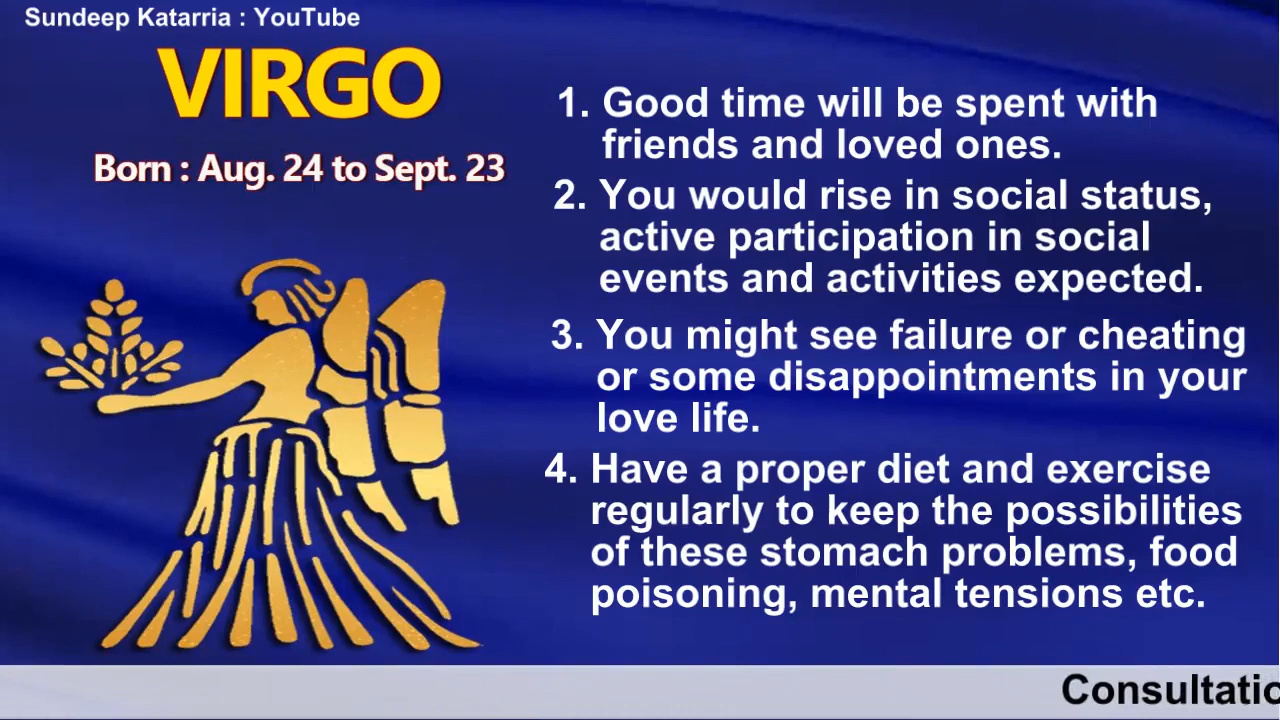 Sundeep Katarria : YouTube
VIRGO
Born : Aug. 24 to Sept. 23
1. Good time will be spent with
friends and loved ones.
2. You would rise in social status,
active participation in social
events and activities expected.
3. You might see failure or cheating
or some disappointments in your
love life.
4. Have a proper diet and exercise
regularly to keep the possibilities
of these stomach problems, food
poisoning, mental tensions etc.